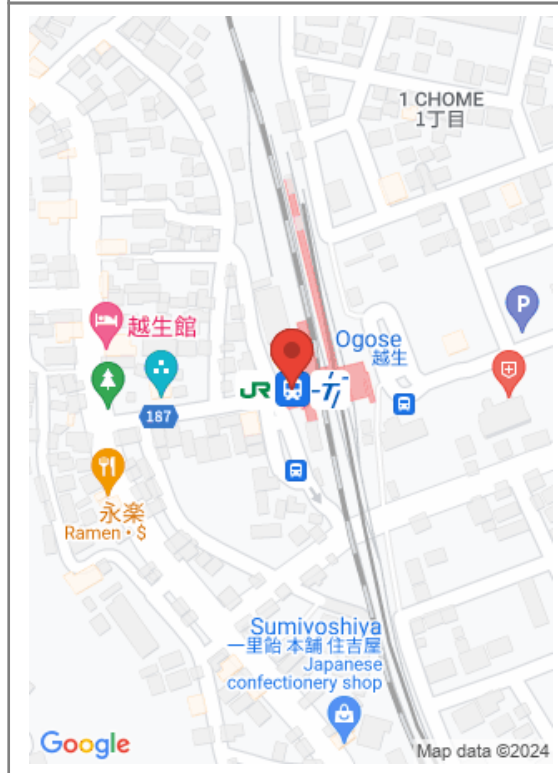 1 CHOME
1丁目
P
Ogose
越生
越生館
JR
187
永楽
Ramen • $
Sumiyoshiya
一里飴 本舗 住吉屋
Japanese
confectionery shop
Google
Map data ©2024